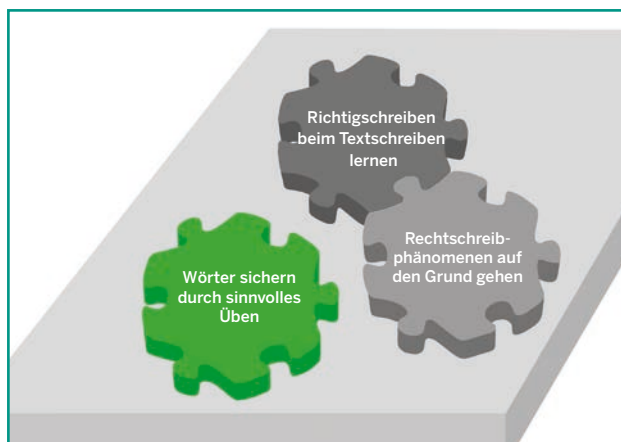 Richtigschreiben
beim Textschreiben
lernen
Rechtschreib-
phänomenen auf
den Grund gehen
Wörter sichern
durch sinnvolles
Üben